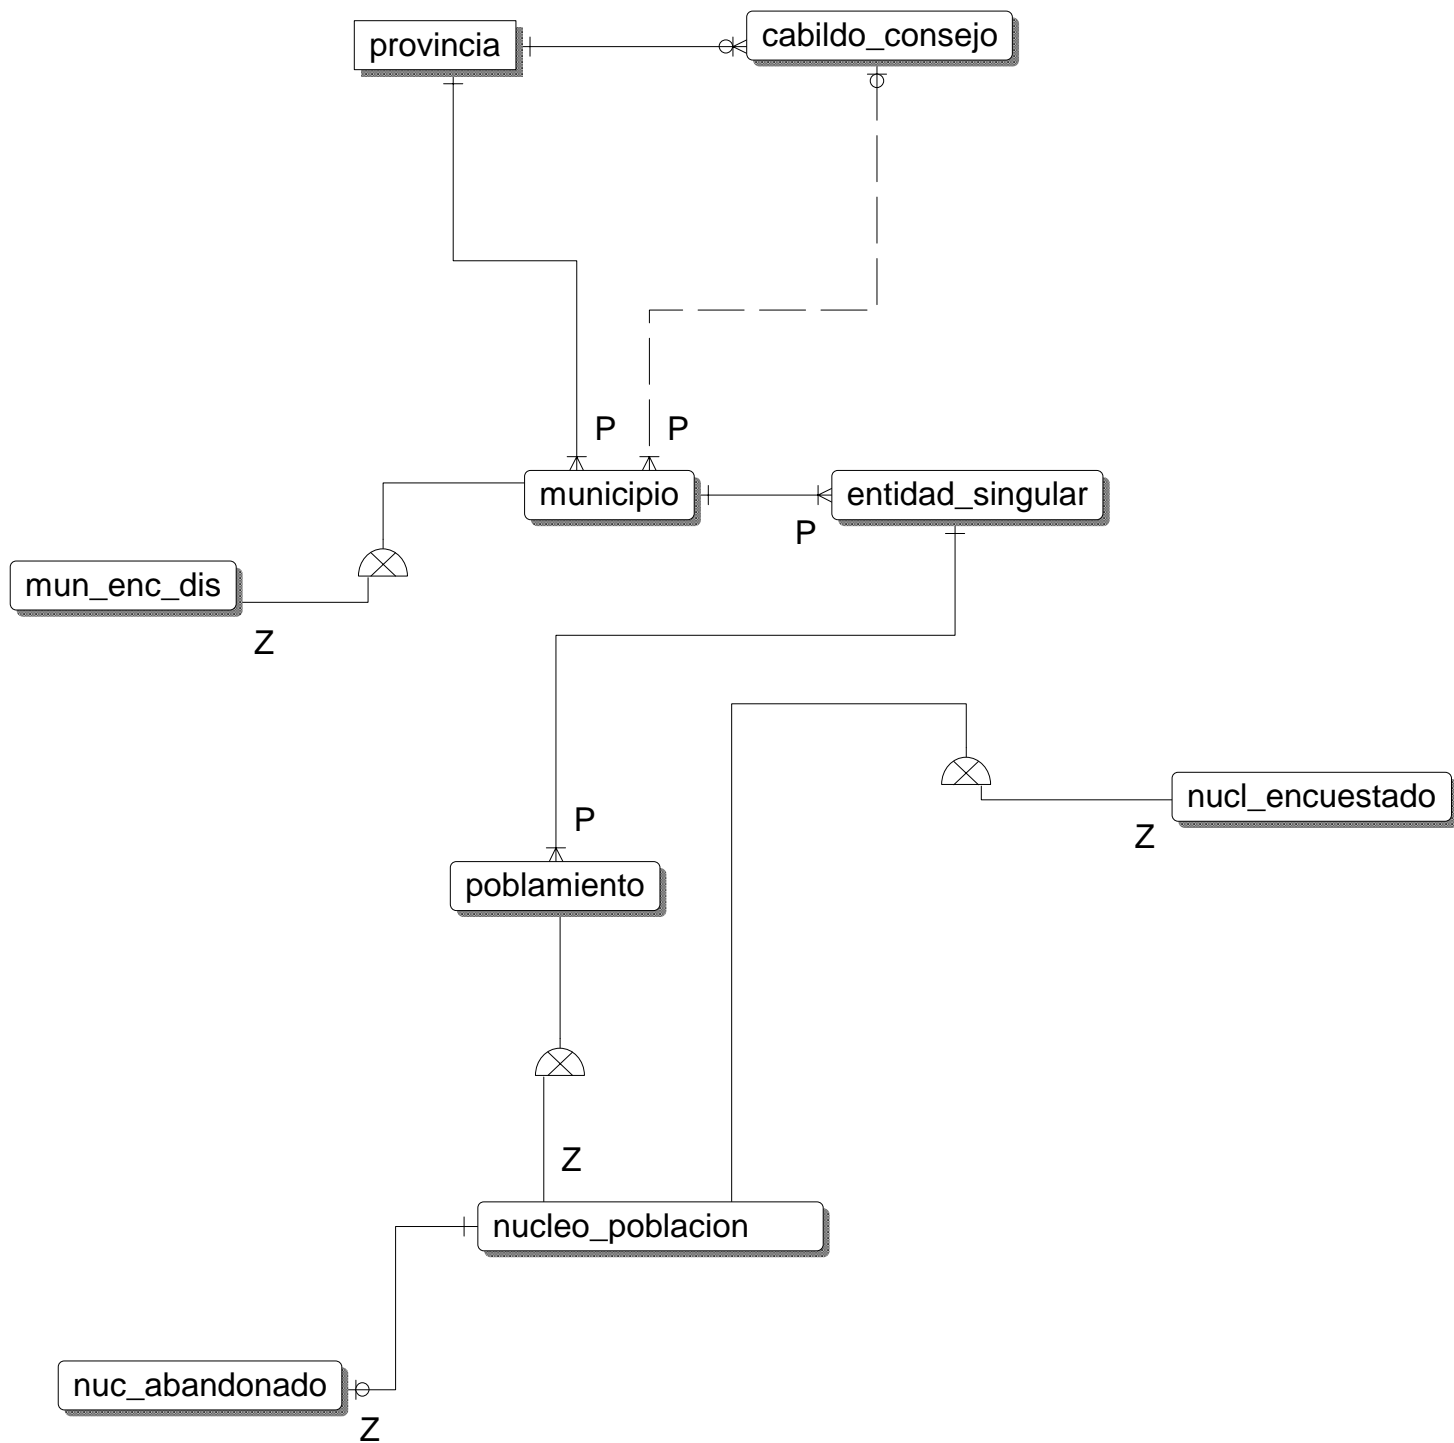 provincia
cabildo_consejo
P
P
municipio
entidad_singular
P
mun_enc_dis
Z
nucl_encuestado
P
Z
poblamiento
Z
nucleo_poblacion
nuc_abandonado
Z